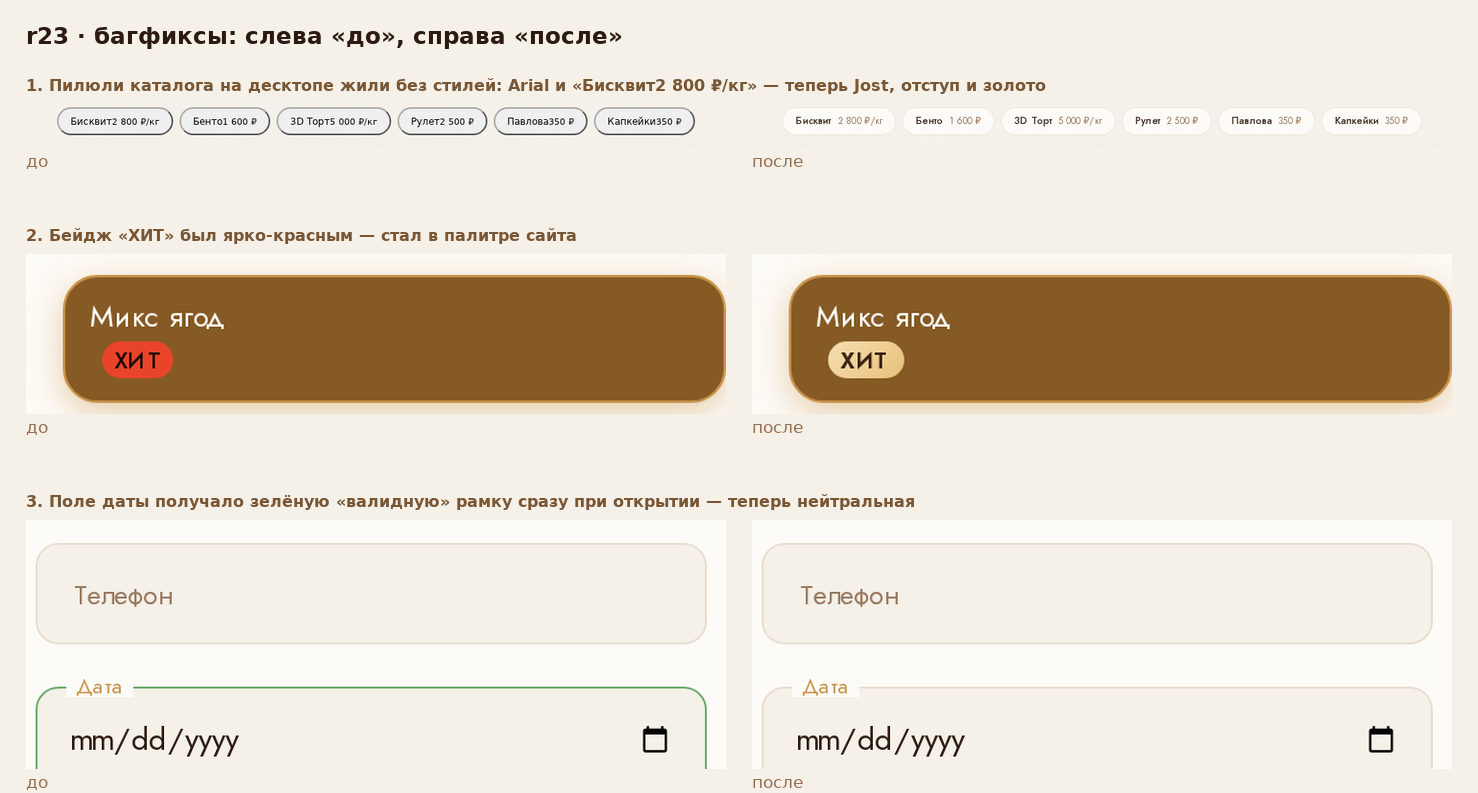 r23 · багфиксы: слева «до», справа «после»
1. Пилюли каталога на десктопе жили без стилей: Arial и «Бисквит2 800 ₽/кг» — теперь Jost, отступ и золото
Бисквит2 800 ₽/кг Бенто1 600 ₽ 3D Торт5 000 ₽/кг Рулет2 500 ₽ Павлова350 ₽ Капкейки350 ₽
Бисквит 2 800 ₽/кг Бенто 1 600 ₽ 3D Торт 5 000 ₽/кг Рулет 2 500 ₽ Павлова 350 ₽ Капкейки 350 ₽
до
после
2. Бейдж «ХИТ» был ярко-красным — стал в палитре сайта
Микс ягод
ХИТ
до
Микс ягод
ХИТ
после
3. Поле даты получало зелёную «валидную» рамку сразу при открытии — теперь нейтральная
Телефон
Дата
mm/dd/yyyy
до
Телефон
Дата
mm/dd/yyyy
после